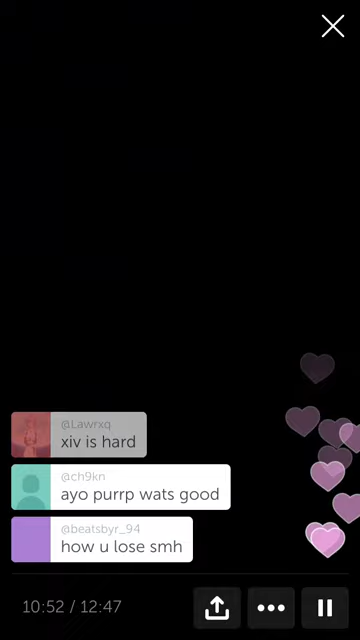 @Lawrxq
xiv is hard
@ch9kn
ayo purrp wats good
@beatsbyr_94
how u lose smh
10:52 / 12:47